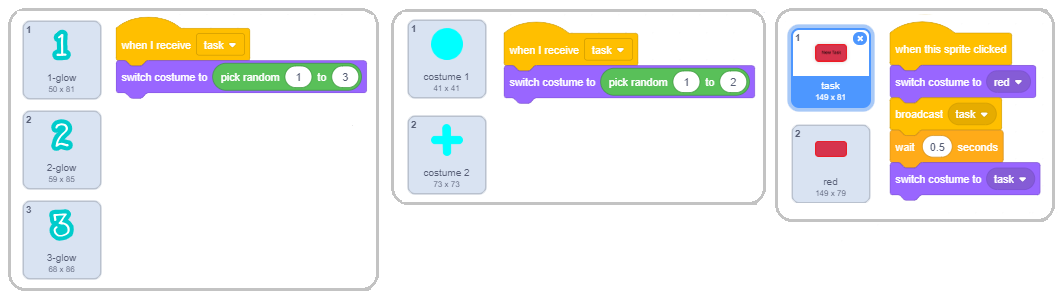 1
1
1-glow
50 x 81
2
2
2-glow
59 x 85
3
3
3-glow
68 x 86
when I receive task
switch costume to pick random 1 to 3
1
costume 1
41 x 41
2
costume 2
73 x 73
when I receive task
switch costume to pick random 1 to 2
1
task
149 x 81
2
red
149 x 79
when this sprite clicked
switch costume to red
broadcast task
wait 0.5 seconds
switch costume to task